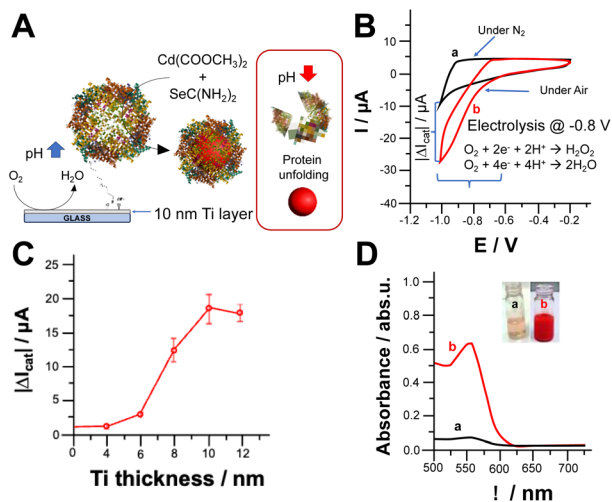 A
Cd(COOCH₃)₂
+
SeC(NH₂)₂
pH
O₂
H₂O
GLASS
10 nm Ti layer
pH
Protein
unfolding
B
I / µA
10
0
-10
-20
-30
-40
a
Under N₂
b
Under Air
|ΔIcat| / µA
Electrolysis @ -0.8 V
O₂ + 2e⁻ + 2H⁺ → H₂O₂
O₂ + 4e⁻ + 4H⁺ → 2H₂O
-1.0 -0.8 -0.6 -0.4 -0.2
E / V
C
|ΔIcat| / µA
25
20
15
10
5
0
0 4 6 8 10 12
Ti thickness / nm
D
Absorbance / abs.u.
1.0
0.8
0.6
0.4
0.2
0.0
a
b
b
a
500 550 600 650 700
! / nm